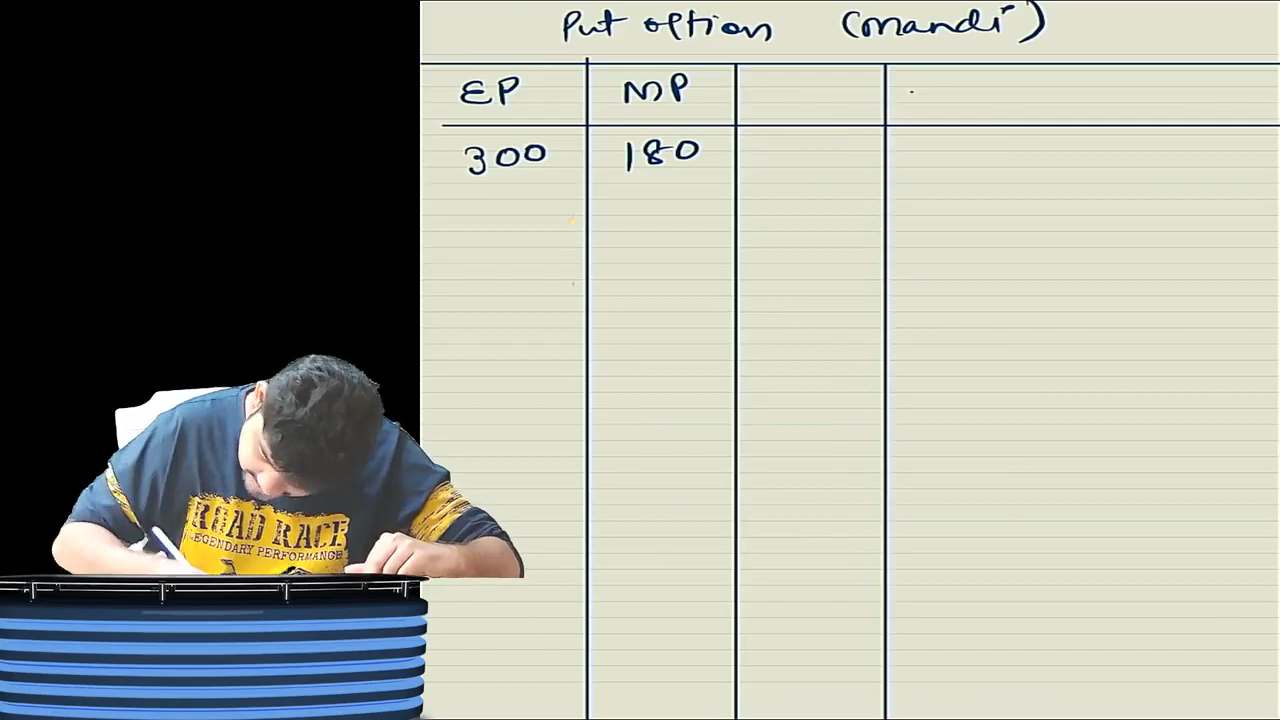 Put option (mandi)
EP MP
300 180
ROAD RACE
LEGENDARY PERFORMANCE